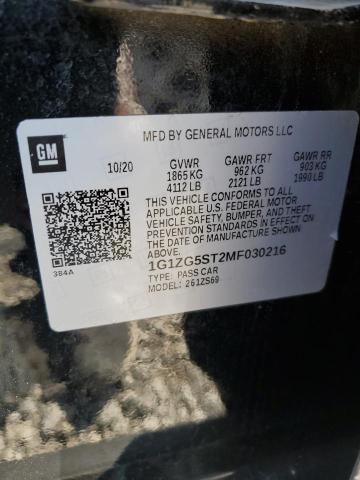 MFD BY GENERAL MOTORS LLC
GM
10/20 GVWR GAWR FRT GAWR RR
1865 KG 962 KG 903 KG
4112 LB 2121 LB 1990 LB
THIS VEHICLE CONFORMS TO ALL
APPLICABLE U.S. FEDERAL MOTOR
VEHICLE SAFETY, BUMPER, AND THEFT
PREVENTION STANDARDS IN EFFECT
ON THE DATE OF MANUFACTURE SHOWN
ABOVE.
1G1ZG5ST2MF030216
TYPE: PASS CAR
MODEL: 261ZS69
384A